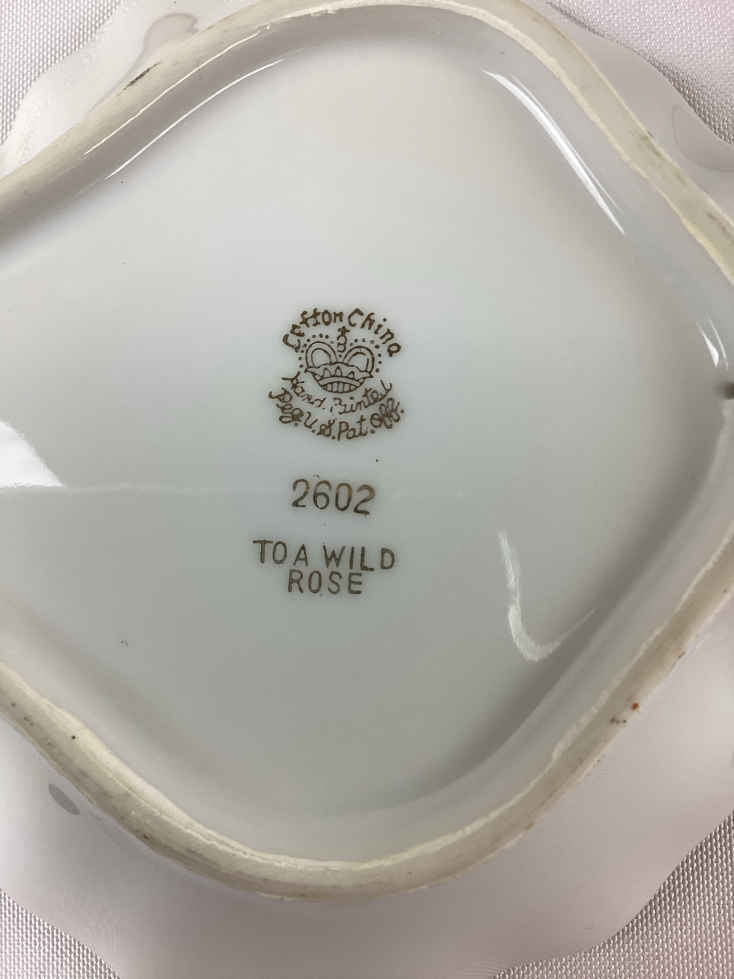 Lefton China
Hand Painted
Reg. U.S. Pat. Off.
2602
TO A WILD
ROSE